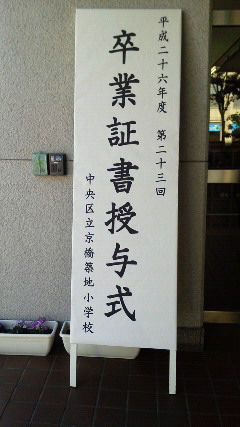 平成二十六年度　第二十三回
卒業証書授与式
中央区立京橋築地小学校